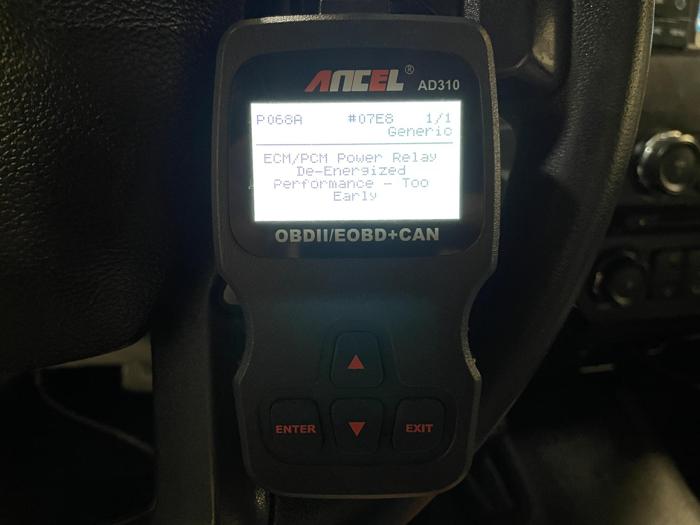 ANCEL®
AD310
P068A #07E8 1/1
Generic
ECM/PCM Power Relay
De-Energized
Performance - Too
Early
OBDII/EOBD+CAN
ENTER
EXIT